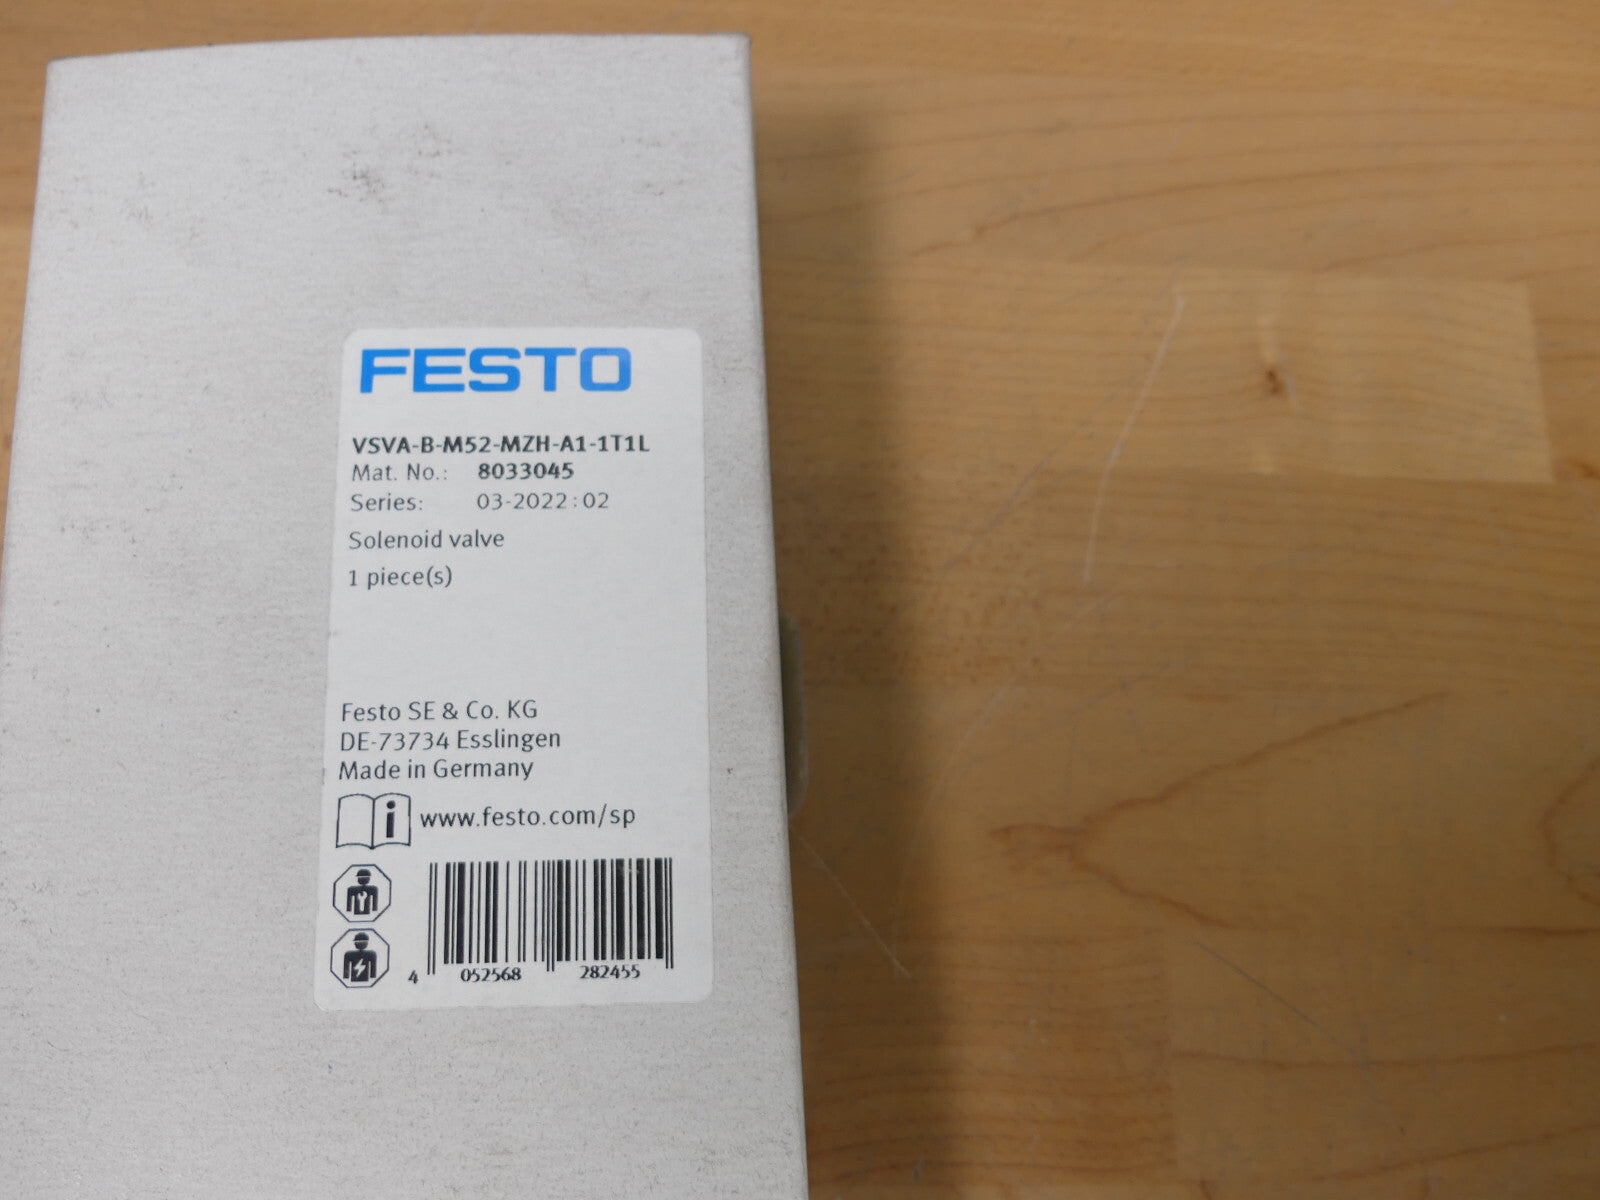 FESTO
VSVA-B-M52-MZH-A1-1T1L
Mat. No.: 8033045
Series: 03-2022:02
Solenoid valve
1 piece(s)
Festo SE & Co. KG
DE-73734 Esslingen
Made in Germany
i www.festo.com/sp
4 052568 282455